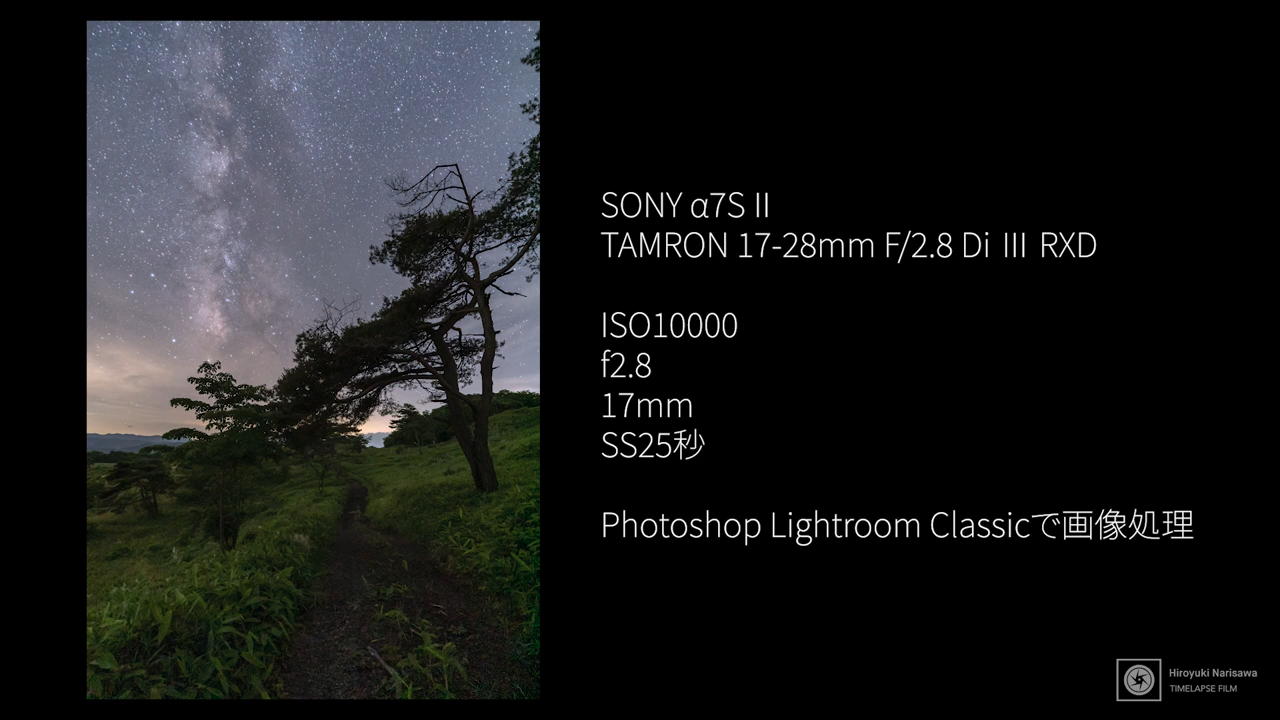 SONY α7S II
TAMRON 17-28mm F/2.8 Di III RXD
ISO10000
f2.8
17mm
SS25秒
Photoshop Lightroom Classicで画像処理
Hiroyuki Narisawa
TIMELAPSE FILM